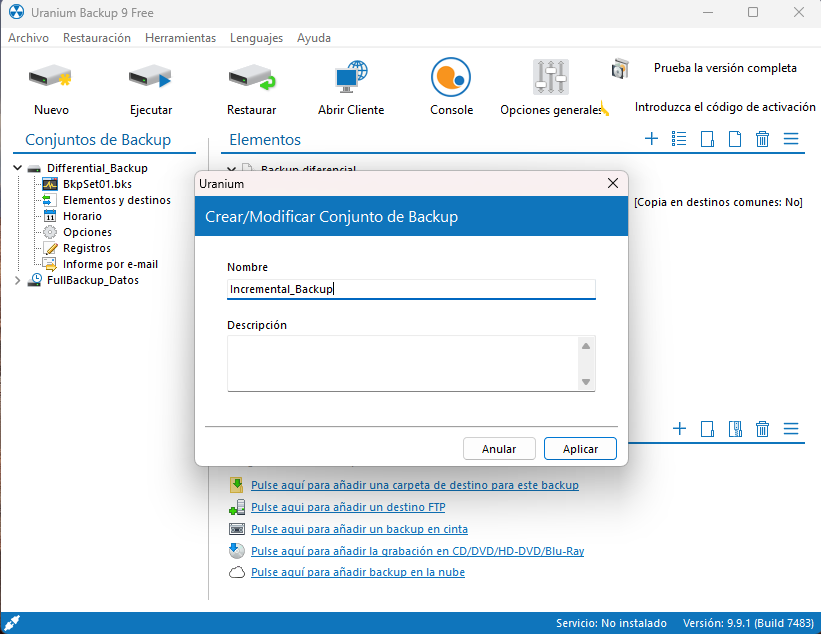 Uranium Backup 9 Free
Archivo Restauración Herramientas Lenguajes Ayuda
Nuevo Ejecutar Restaurar Abrir Cliente Console Opciones generales
Prueba la versión completa
Introduzca el código de activación
Conjuntos de Backup
Elementos
Differential_Backup
BkpSet01.bks
Elementos y destinos
11 Horario
Opciones
Registros
Informe por e-mail
FullBackup_Datos
Backup diferencial
[Copia en destinos comunes: No]
Uranium
Crear/Modificar Conjunto de Backup
Nombre
Incremental_Backup
Descripción
Anular Aplicar
Pulse aquí para añadir una carpeta de destino para este backup
Pulse aqui para añadir un destino FTP
Pulse aqui para añadir un backup en cinta
Pulse aquí para añadir la grabación en CD/DVD/HD-DVD/Blu-Ray
Pulse aquí para añadir backup en la nube
Servicio: No instalado Versión: 9.9.1 (Build 7483)